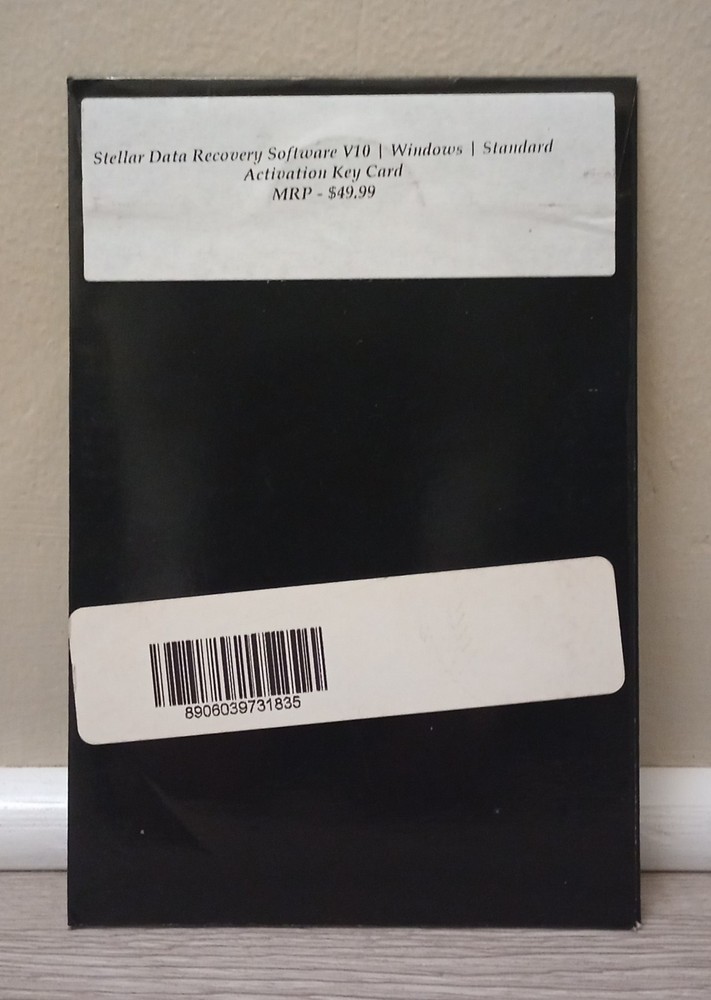 Stellar Data Recovery Software V10 | Windows | Standard
Activation Key Card
MRP - $49.99
8906039731835